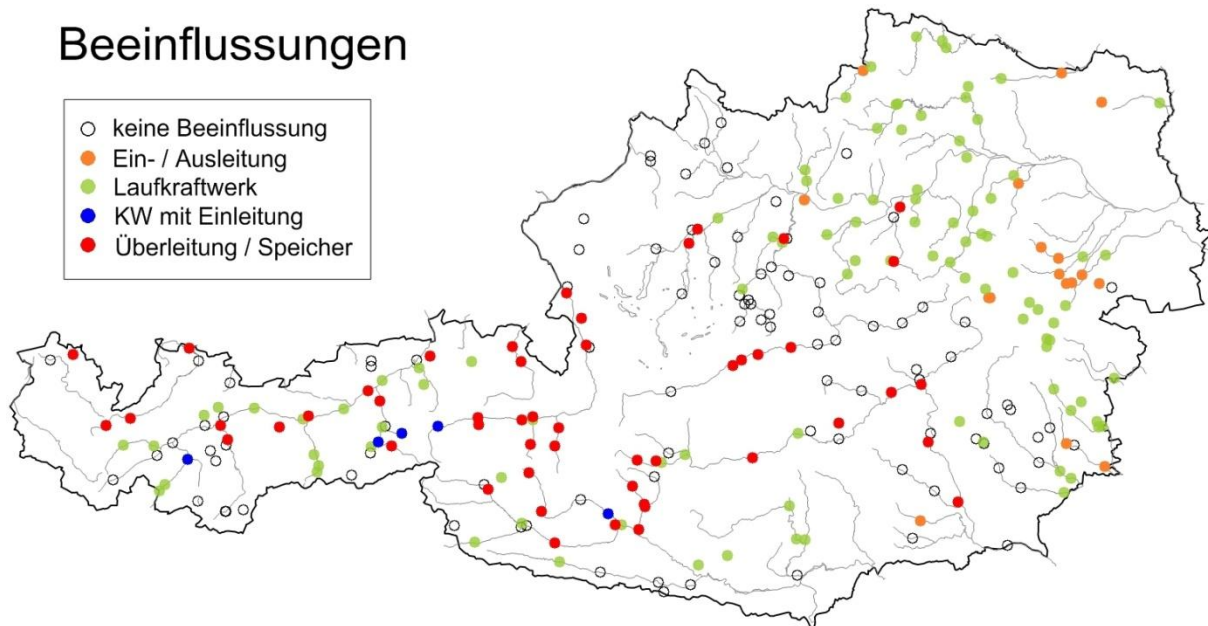 Beeinflussungen
keine Beeinflussung
Ein- / Ausleitung
Laufkraftwerk
KW mit Einleitung
Überleitung / Speicher